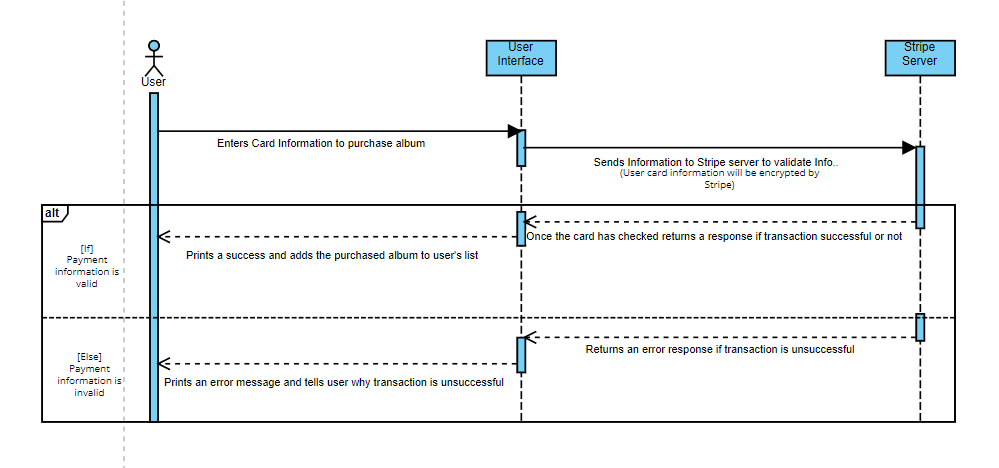 User
Interface
Stripe
Server
User
Enters Card Information to purchase album
Sends Information to Stripe server to validate Info..
(User card information will be encrypted by
Stripe)
alt
[If]
Payment
information is
valid
Once the card has checked returns a response if transaction successful or not
Prints a success and adds the purchased album to user's list
[Else]
Payment
information is
invalid
Returns an error response if transaction is unsuccessful
Prints an error message and tells user why transaction is unsuccessful